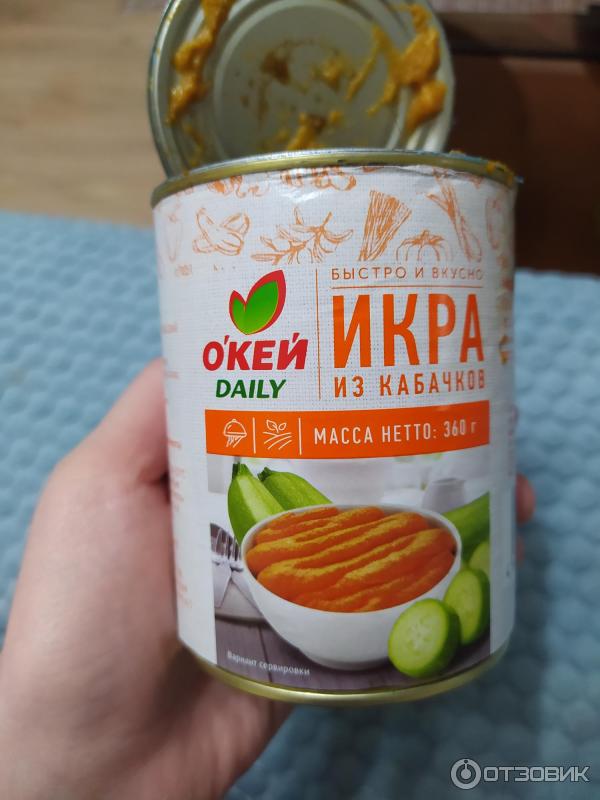 БЫСТРО И ВКУСНО
ИКРА
ИЗ КАБАЧКОВ
О'КЕЙ
DAILY
МАССА НЕТТО: 360 г
Вариант сервировки
ОТЗОВИК